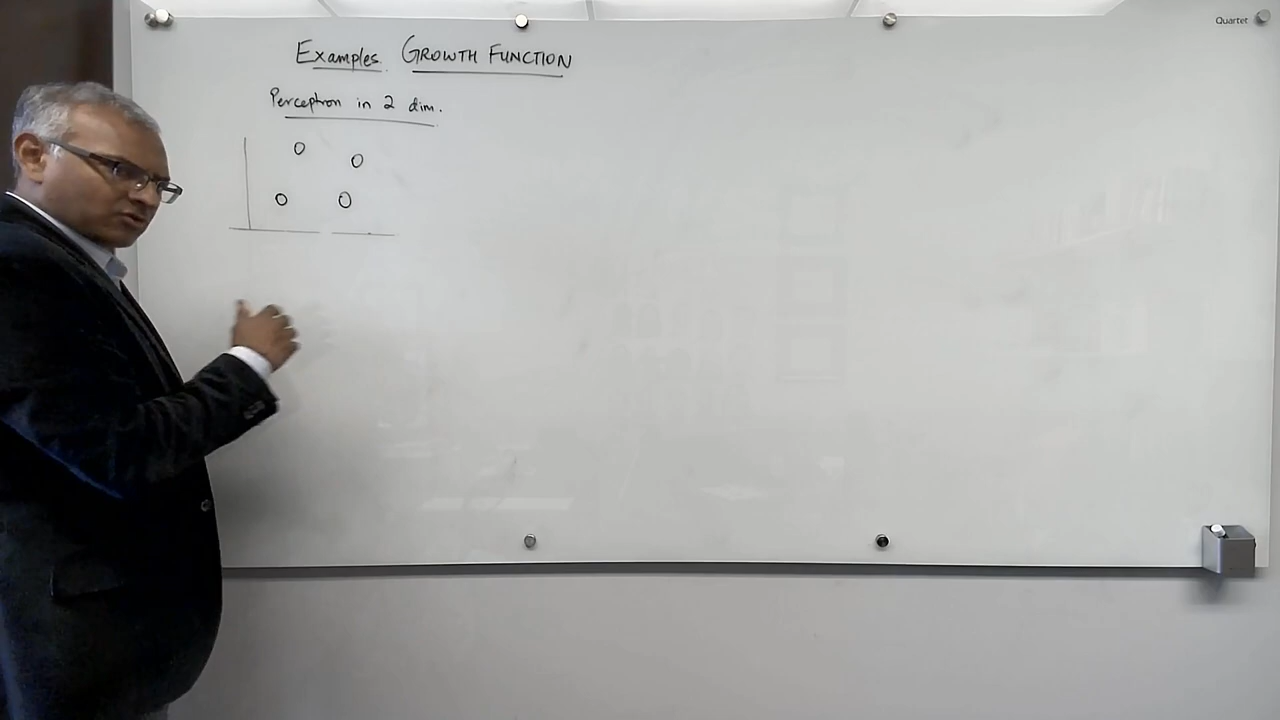 Quartet
Examples. GROWTH FUNCTION
Perceptron in 2 dim.